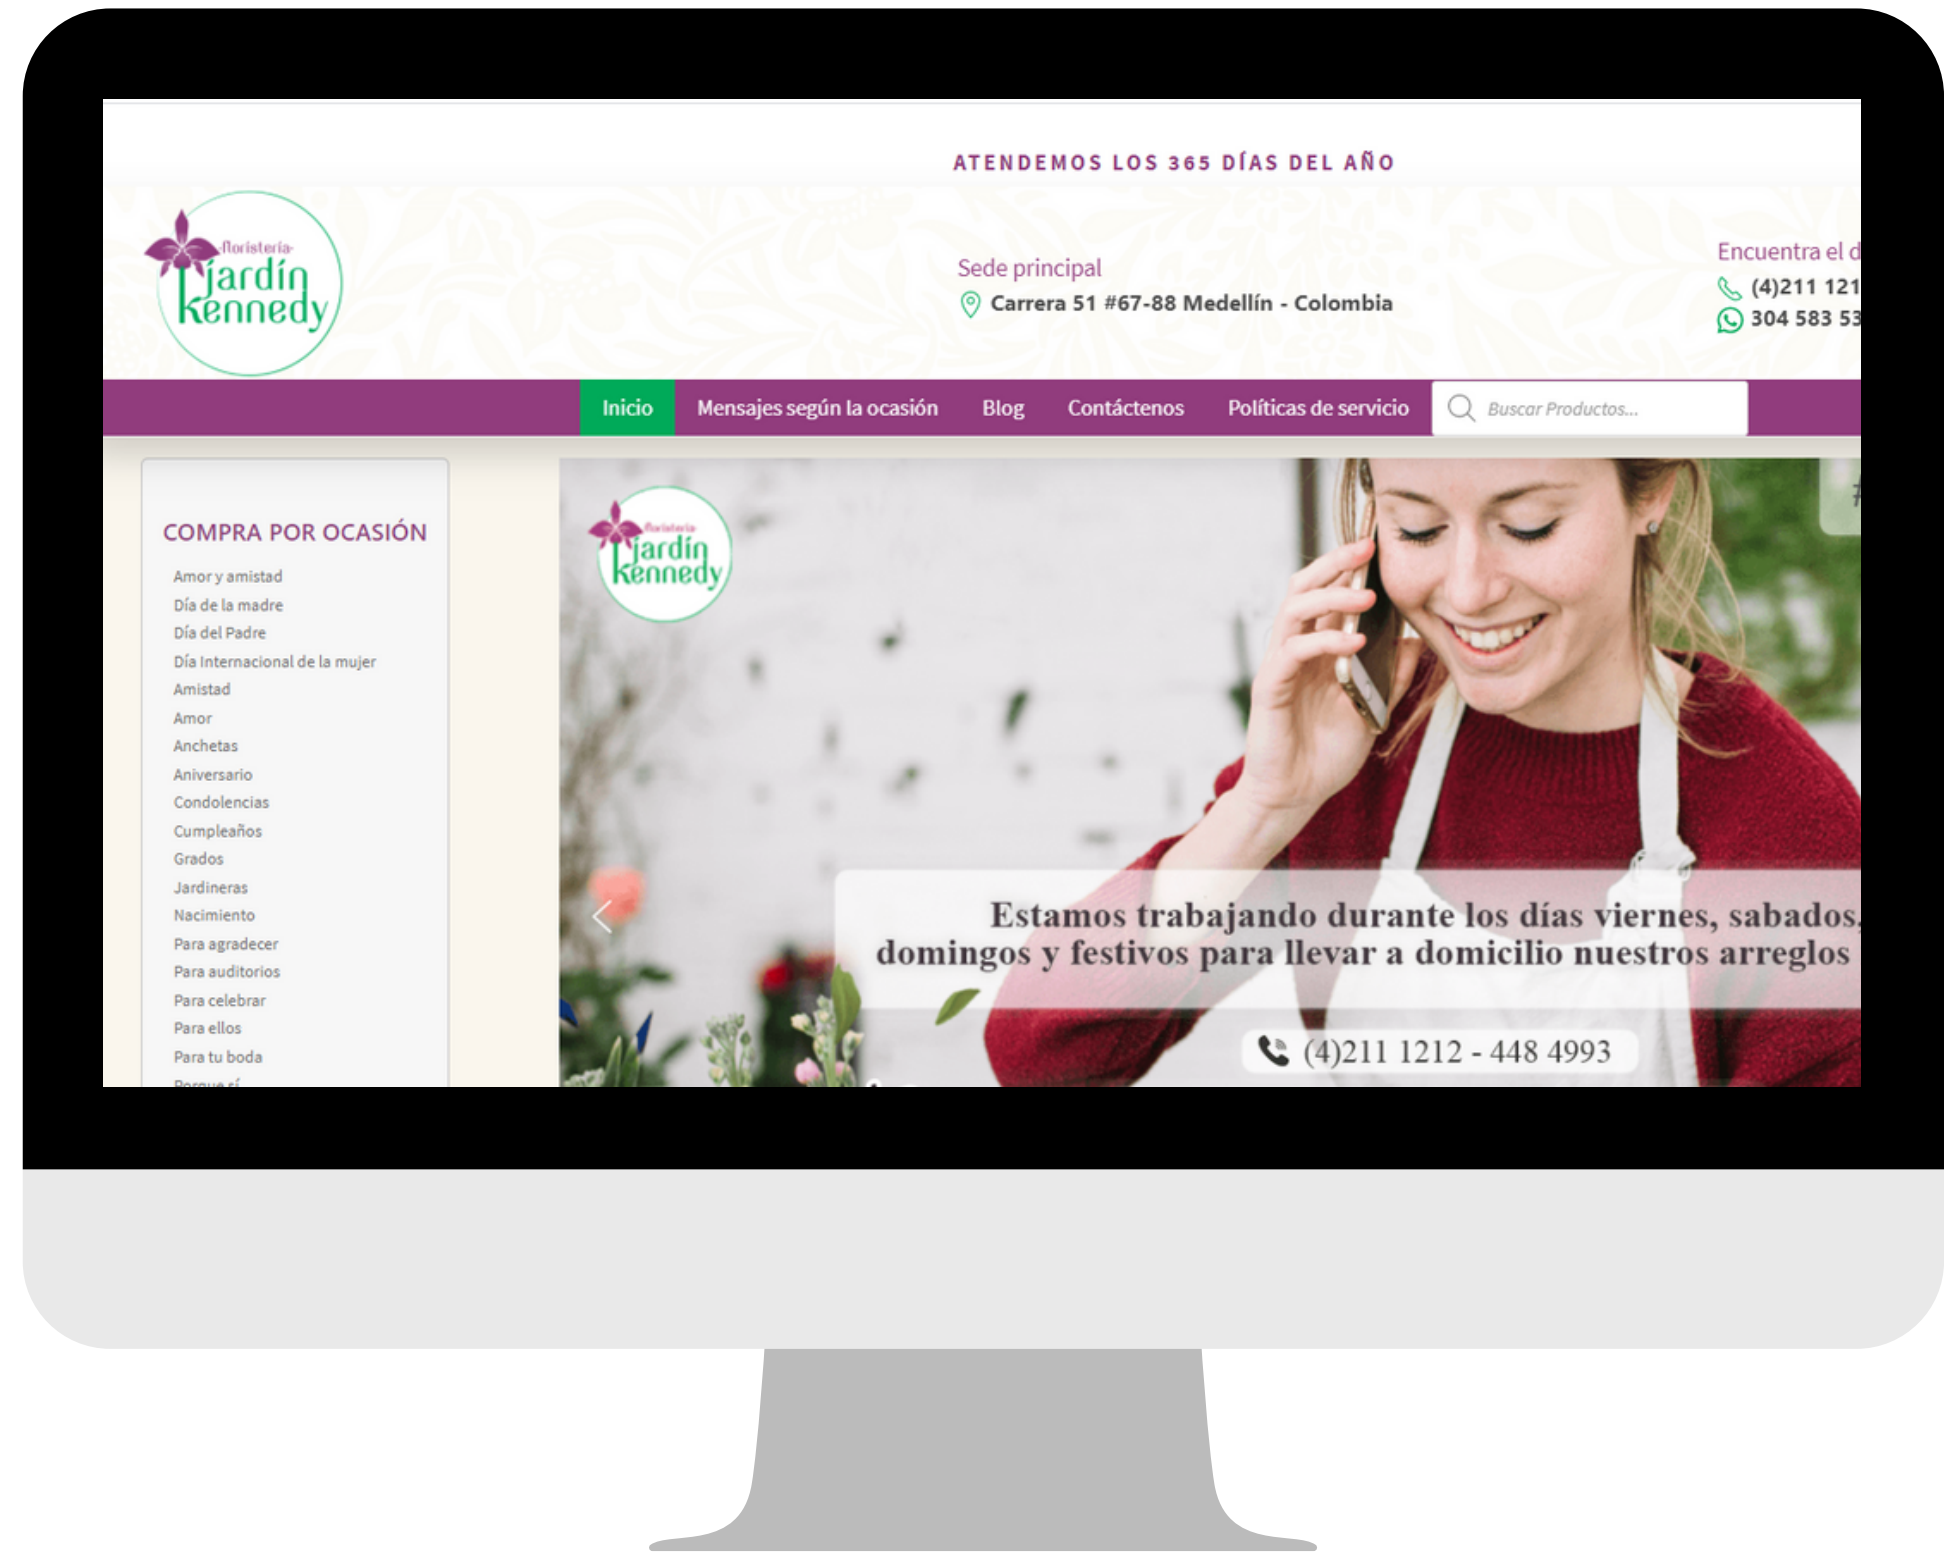 ATENDEMOS LOS 365 DÍAS DEL AÑO
-floristería-
jardín
kennedy
Sede principal
Carrera 51 #67-88 Medellín - Colombia
Encuentra el d
(4)211 121
304 583 53
Inicio
Mensajes según la ocasión
Blog
Contáctenos
Políticas de servicio
Buscar Productos...
COMPRA POR OCASIÓN
Amor y amistad
Día de la madre
Día del Padre
Día Internacional de la mujer
Amistad
Amor
Anchetas
Aniversario
Condolencias
Cumpleaños
Grados
Jardineras
Nacimiento
Para agradecer
Para auditorios
Para celebrar
Para ellos
Para tu boda
Porque sí
floristería
jardín
kennedy
#
Estamos trabajando durante los días viernes, sabados,
domingos y festivos para llevar a domicilio nuestros arreglos
(4)211 1212 - 448 4993